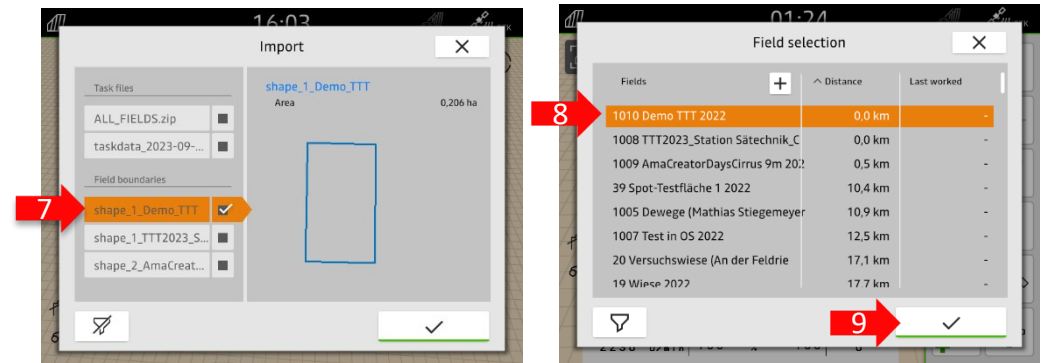 16:03
Import
Task files
ALL_FIELDS.zip
taskdata_2023-09-...
Field boundaries
7
shape_1_Demo_TTT
shape_1_TTT2023_S...
shape_2_AmaCreat...
shape_1_Demo_TTT
Area 0,206 ha
01:24
Field selection
Fields + Distance Last worked
8
1010 Demo TTT 2022 0,0 km -
1008 TTT2023_Station Sätechnik_C 0,0 km -
1009 AmaCreatorDaysCirrus 9m 202 0,5 km -
39 Spot-Testfläche 1 2022 10,4 km -
1005 Dewege (Mathias Stiegemeyer 10,9 km -
1007 Test in OS 2022 12,5 km -
20 Versuchswiese (An der Feldrie 17,1 km -
19 Wiese 2022 17,7 km -
9